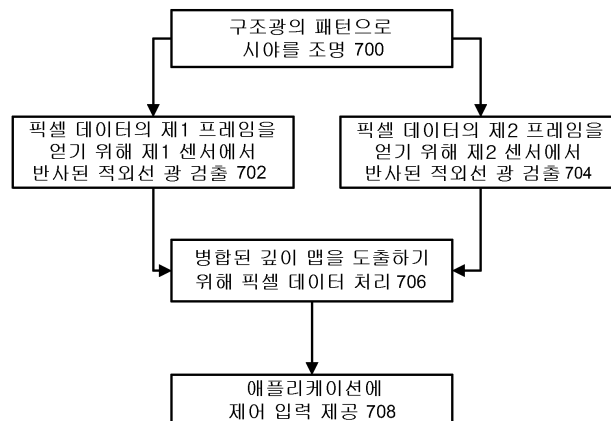 구조광의 패턴으로
시야를 조명 700
픽셀 데이터의 제1 프레임을
얻기 위해 제1 센서에서
반사된 적외선 광 검출 702
픽셀 데이터의 제2 프레임을
얻기 위해 제2 센서에서
반사된 적외선 광 검출 704
병합된 깊이 맵을 도출하기
위해 픽셀 데이터 처리 706
애플리케이션에
제어 입력 제공 708